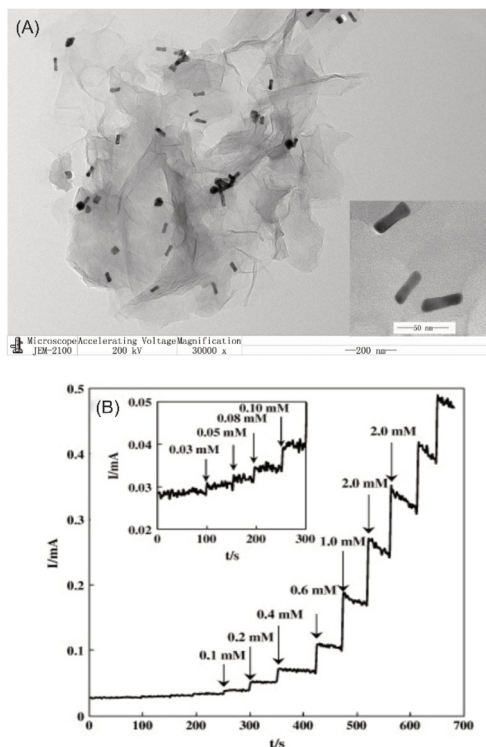 (A)
50 nm
Microscope Accelerating Voltage Magnification
JEM-2100 200 kV 30000 x 200 nm
(B)
I/mA
0.5
0.4
0.3
0.2
0.1
0
0 100 200 300 400 500 600 700
t/s
I/mA
0.05
0.04
0.03
0.02
0 100 200 300
t/s
0.03 mM
0.05 mM
0.08 mM
0.10 mM
0.1 mM
0.2 mM
0.4 mM
0.6 mM
1.0 mM
2.0 mM
2.0 mM